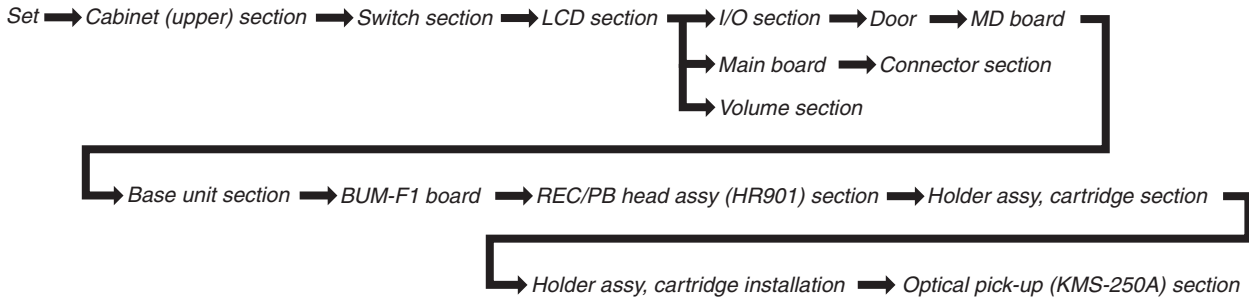 Set Cabinet (upper) section Switch section LCD section I/O section Door MD board
Main board Connector section
Volume section
Base unit section BUM-F1 board REC/PB head assy (HR901) section Holder assy, cartridge section
Holder assy, cartridge installation Optical pick-up (KMS-250A) section